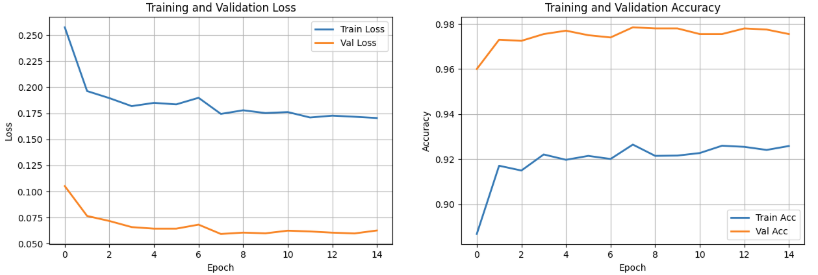 Training and Validation Loss
Train Loss
Val Loss
Loss
0.250
0.225
0.200
0.175
0.150
0.125
0.100
0.075
0.050
0 2 4 6 8 10 12 14
Epoch
Training and Validation Accuracy
Accuracy
0.98
0.96
0.94
0.92
0.90
Train Acc
Val Acc
0 2 4 6 8 10 12 14
Epoch